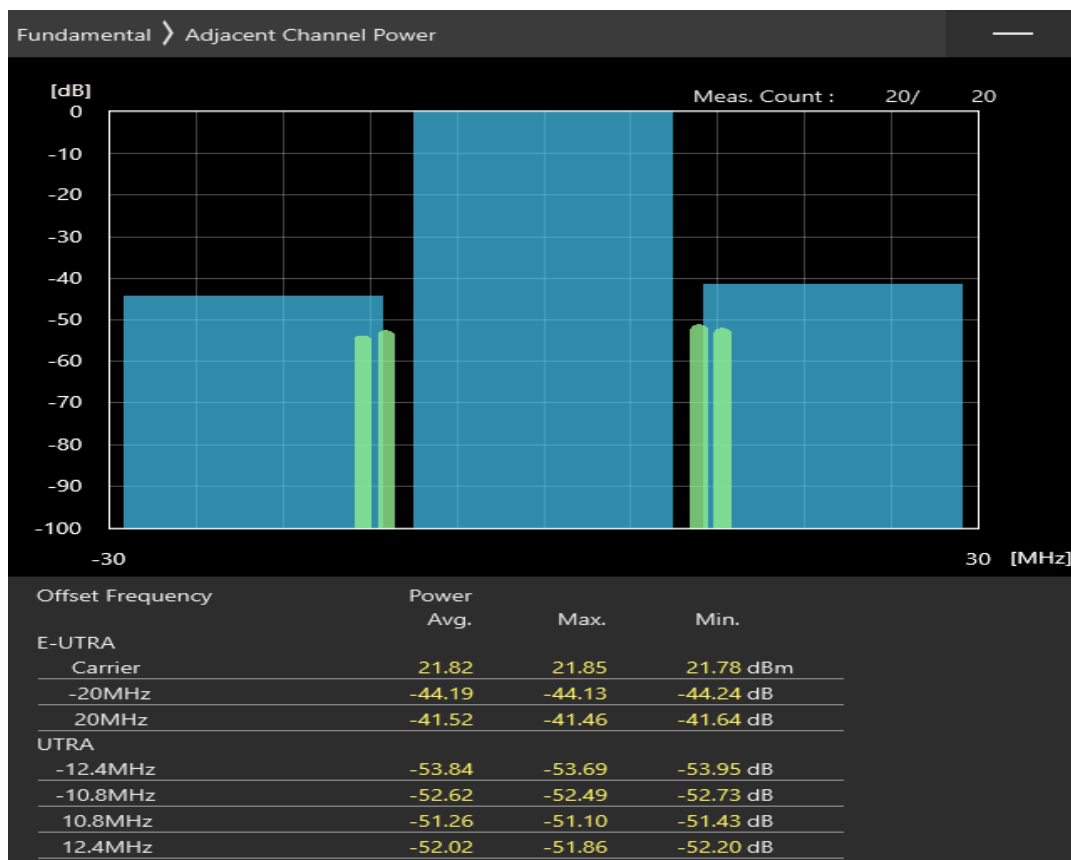 Fundamental ❯ Adjacent Channel Power
[dB]
Meas. Count : 20/ 20
0
-10
-20
-30
-40
-50
-60
-70
-80
-90
-100
-30 30 [MHz]
Offset Frequency Power
Avg. Max. Min.
E-UTRA
Carrier 21.82 21.85 21.78 dBm
-20MHz -44.19 -44.13 -44.24 dB
20MHz -41.52 -41.46 -41.64 dB
UTRA
-12.4MHz -53.84 -53.69 -53.95 dB
-10.8MHz -52.62 -52.49 -52.73 dB
10.8MHz -51.26 -51.10 -51.43 dB
12.4MHz -52.02 -51.86 -52.20 dB